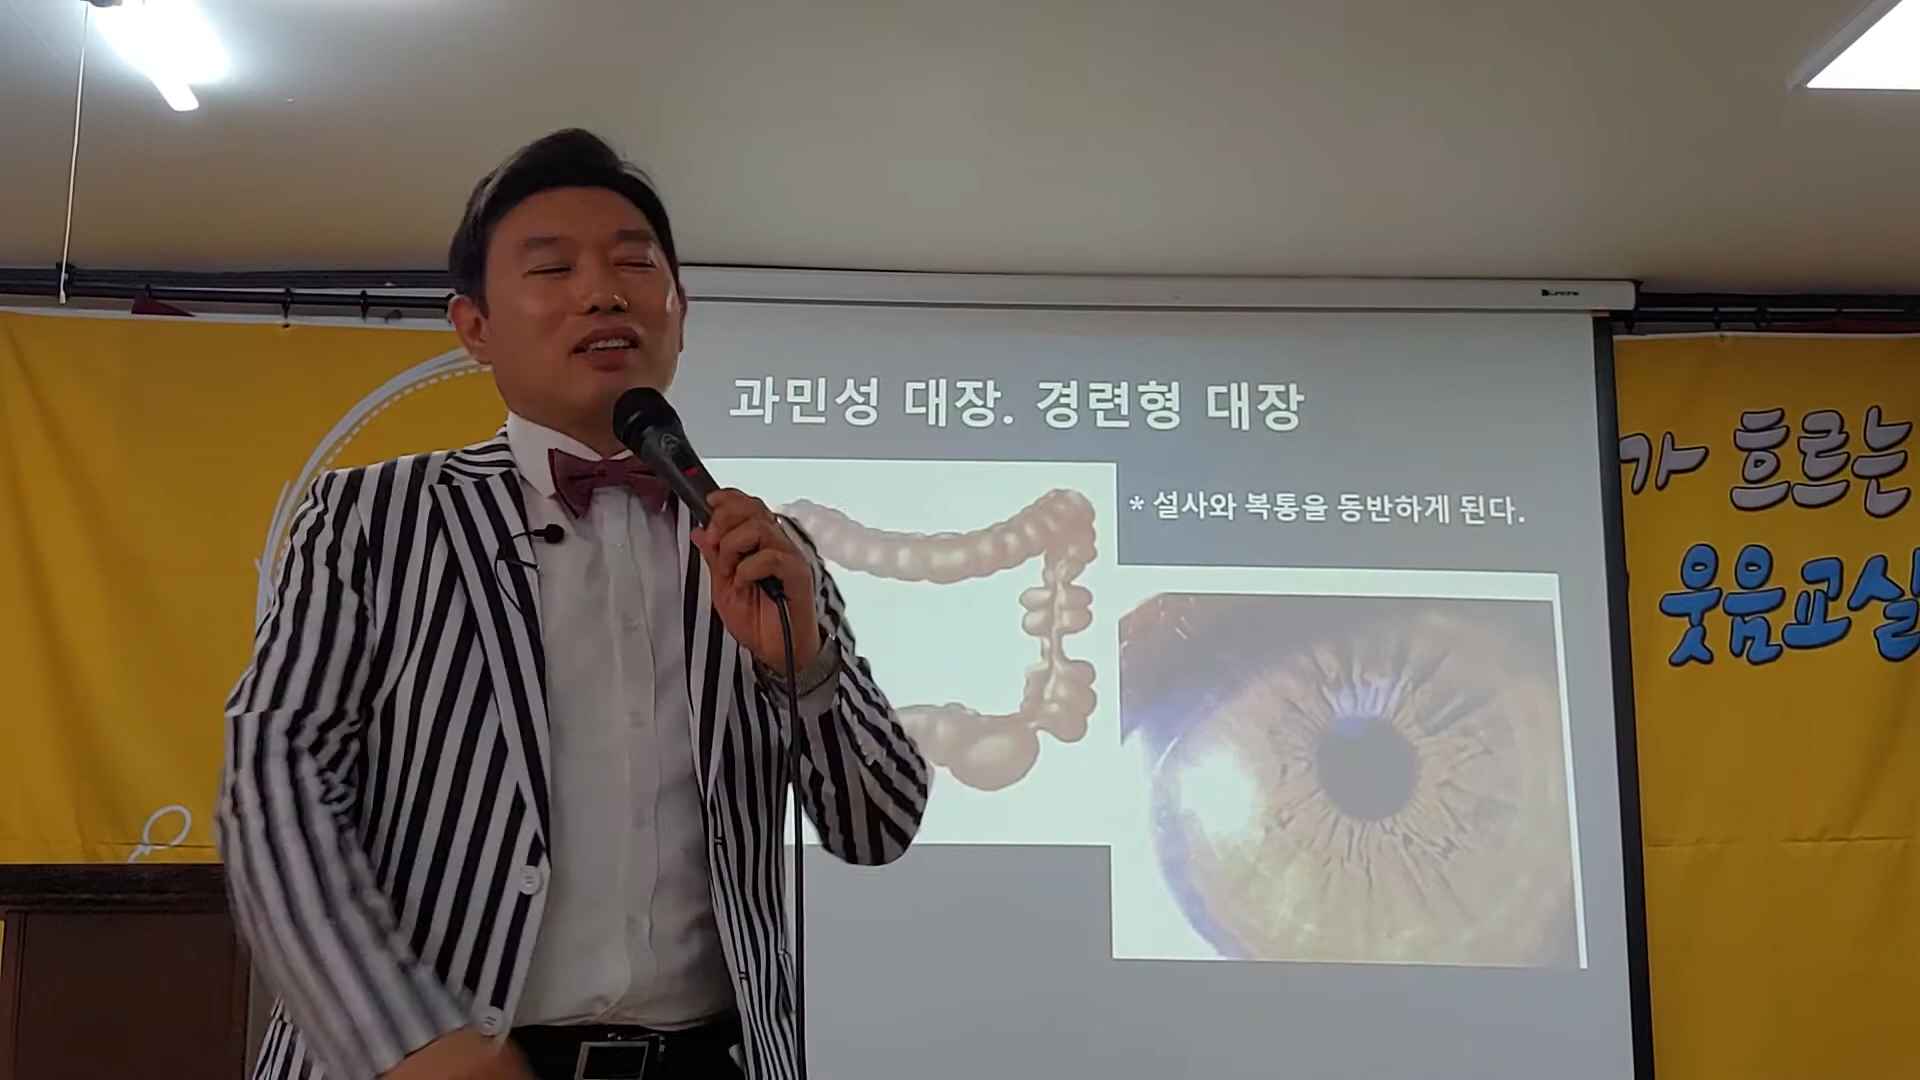 과민성 대장. 경련형 대장
* 설사와 복통을 동반하게 된다.
가 흐르는
웃음교실